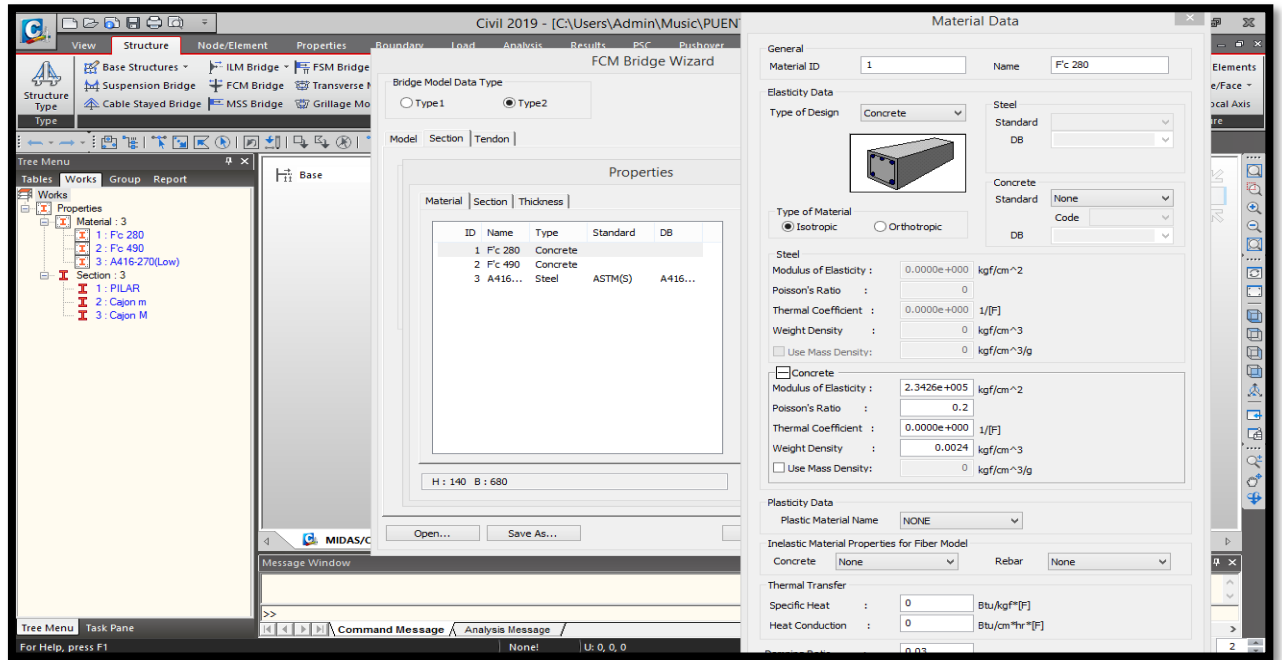 Civil 2019 - [C:\Users\Admin\Music\PUEN
View Structure Node/Element Properties Boundary Load Analysis Results PSC Pushover
Structure Type
Type
Base Structures
Suspension Bridge
Cable Stayed Bridge
ILM Bridge
FCM Bridge
MSS Bridge
FSM Bridge
Transverse
Grillage Mo
Elements
e/Face
ocal Axis
Tree Menu
Tables Works Group Report
Works
Properties
Material : 3
1 : F'c 280
2 : F'c 490
3 : A416-270(Low)
Section : 3
1 : PILAR
2 : Cajon m
3 : Cajon M
Tree Menu Task Pane
For Help, press F1
Base
MIDAS/C
Message Window
>>
Command Message Analysis Message
None! U: 0, 0, 0
2
FCM Bridge Wizard
Bridge Model Data Type
Type1 Type2
Model Section Tendon
Properties
Material Section Thickness
ID Name Type Standard DB
1 F'c 280 Concrete
2 F'c 490 Concrete
3 A416... Steel ASTM(S) A416...
H : 140 B : 680
Open... Save As...
Material Data
General
Material ID 1 Name F'c 280
Elasticity Data
Type of Design Concrete
Steel
Standard
DB
Concrete
Standard None
Code
DB
Type of Material
Isotropic Orthotropic
Steel
Modulus of Elasticity : 0.0000e+000 kgf/cm^2
Poisson's Ratio : 0
Thermal Coefficient : 0.0000e+000 1/[F]
Weight Density : 0 kgf/cm^3
Use Mass Density: 0 kgf/cm^3/g
Concrete
Modulus of Elasticity : 2.3426e+005 kgf/cm^2
Poisson's Ratio : 0.2
Thermal Coefficient : 0.0000e+000 1/[F]
Weight Density : 0.0024 kgf/cm^3
Use Mass Density: 0 kgf/cm^3/g
Plasticity Data
Plastic Material Name NONE
Inelastic Material Properties for Fiber Model
Concrete None Rebar None
Thermal Transfer
Specific Heat : 0 Btu/kgf*[F]
Heat Conduction : 0 Btu/cm*hr*[F]
Damping Ratio : 0.03